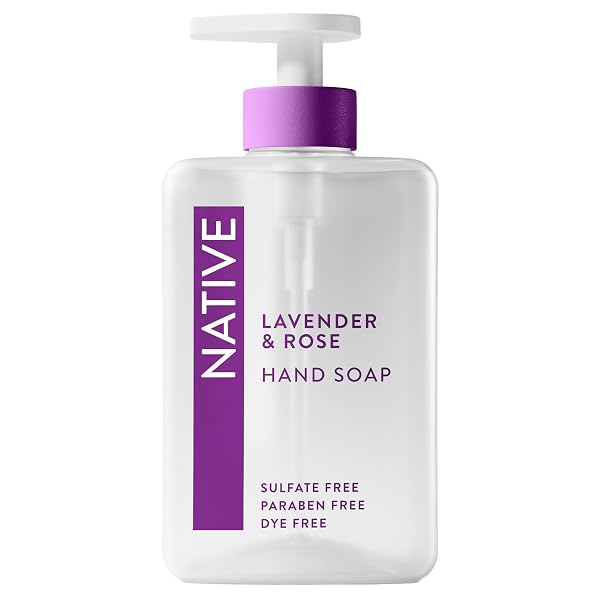 NATIVE
LAVENDER
& ROSE
HAND SOAP
SULFATE FREE
PARABEN FREE
DYE FREE